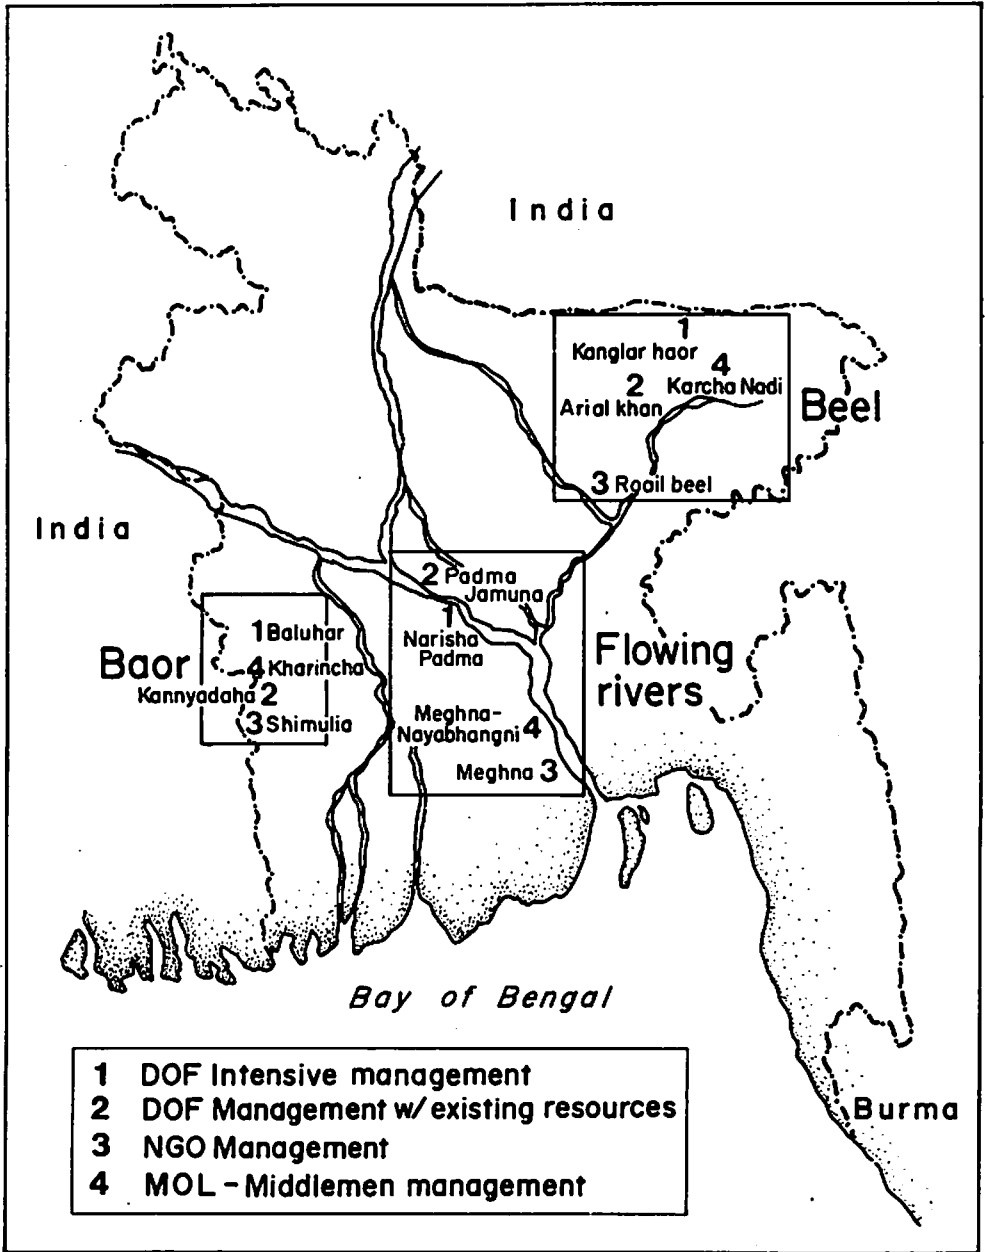 India
1
Kanglar haor
4
Karcha Nadi
2
Arial khan
Beel
3 Roail beel
India
2 Padma
Jamuna
1
Narisha
Padma
Flowing
rivers
Baor
1 Baluhar
4 Kharincha
Kannyadaha 2
3 Shimulia
Meghna-
Nayabhangni 4
Meghna 3
Bay of Bengal
Burma
1 DOF Intensive management
2 DOF Management w/ existing resources
3 NGO Management
4 MOL - Middlemen management